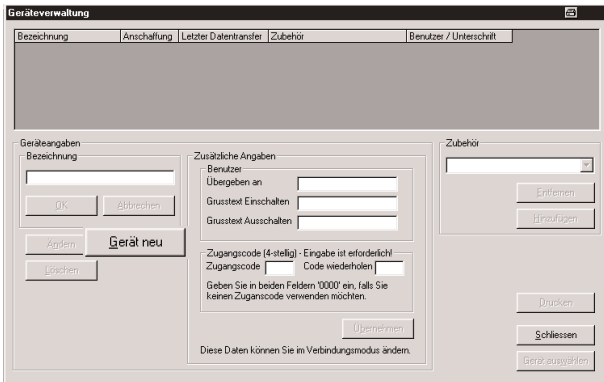 Geräteverwaltung
Bezeichnung Anschaffung Letzter Datentransfer Zubehör Benutzer / Unterschrift
Geräteangaben
Bezeichnung
OK Abbrechen
Ändern Gerät neu
Löschen
Zusätzliche Angaben
Benutzer
Übergeben an
Grusstext Einschalten
Grusstext Ausschalten
Zugangscode (4-stellig) - Eingabe ist erforderlich!
Zugangscode Code wiederholen
Geben Sie in beiden Feldern '0000' ein, falls Sie
keinen Zuganscode verwenden möchten.
Übernehmen
Diese Daten können Sie im Verbindungsmodus ändern.
Zubehör
Entfernen
Hinzufügen
Drucken
Schliessen
Gerät auswählen